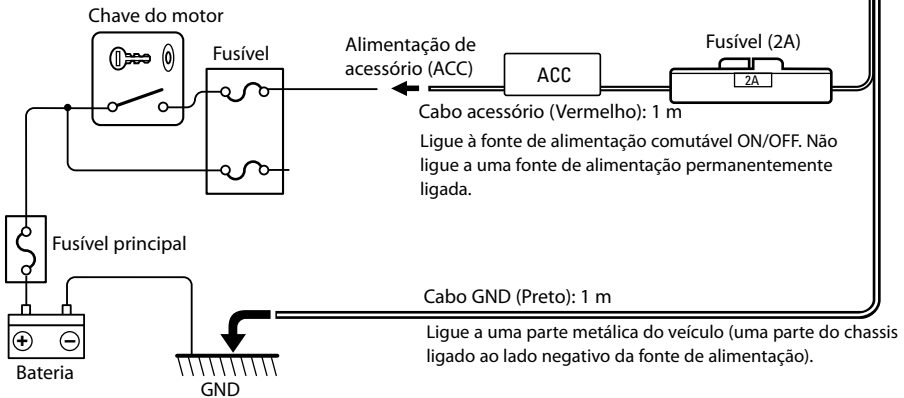 Chave do motor
Fusível
Alimentação de
acessório (ACC)
ACC
Fusível (2A)
2A
Cabo acessório (Vermelho): 1 m
Ligue à fonte de alimentação comutável ON/OFF. Não
ligue a uma fonte de alimentação permanentemente
ligada.
Fusível principal
Cabo GND (Preto): 1 m
Ligue a uma parte metálica do veículo (uma parte do chassis
ligado ao lado negativo da fonte de alimentação).
+ −
Bateria
GND